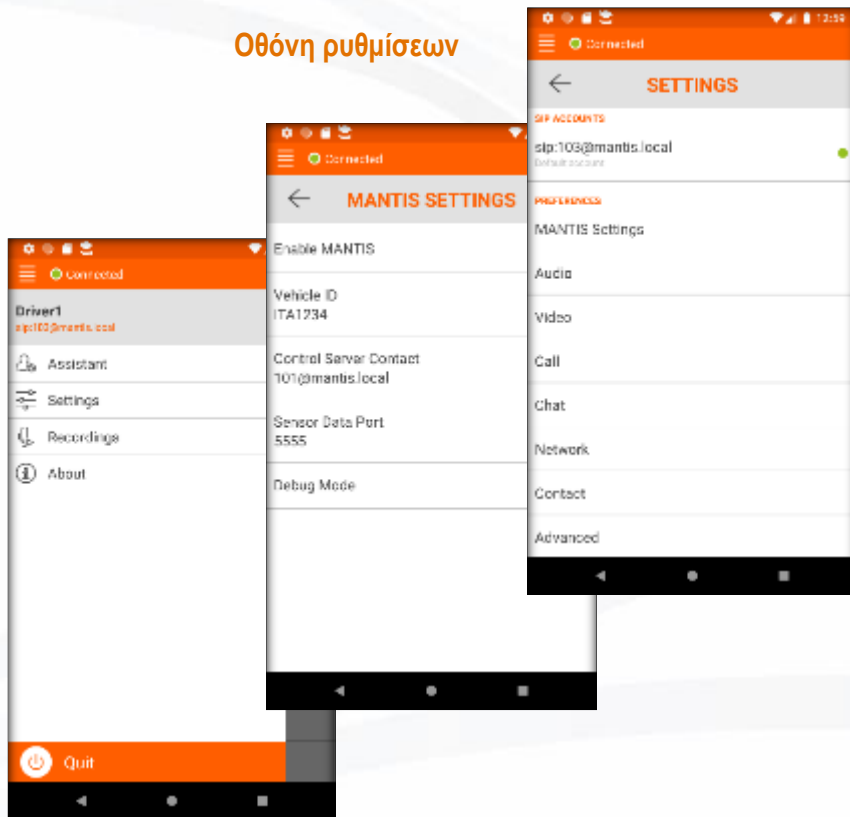 Οθόνη ρυθμίσεων
Connected
Driver1
sip:103@mantis.local
Assistant
Settings
Recordings
About
Quit
Connected
MANTIS SETTINGS
Enable MANTIS
Vehicle ID
ITA1234
Control Server Contact
101@mantis.local
Sensor Data Port
5555
Debug Mode
12:59
Connected
SETTINGS
SIP ACCOUNTS
sip:103@mantis.local
Default account
PREFERENCES
MANTIS Settings
Audio
Video
Call
Chat
Network
Contact
Advanced